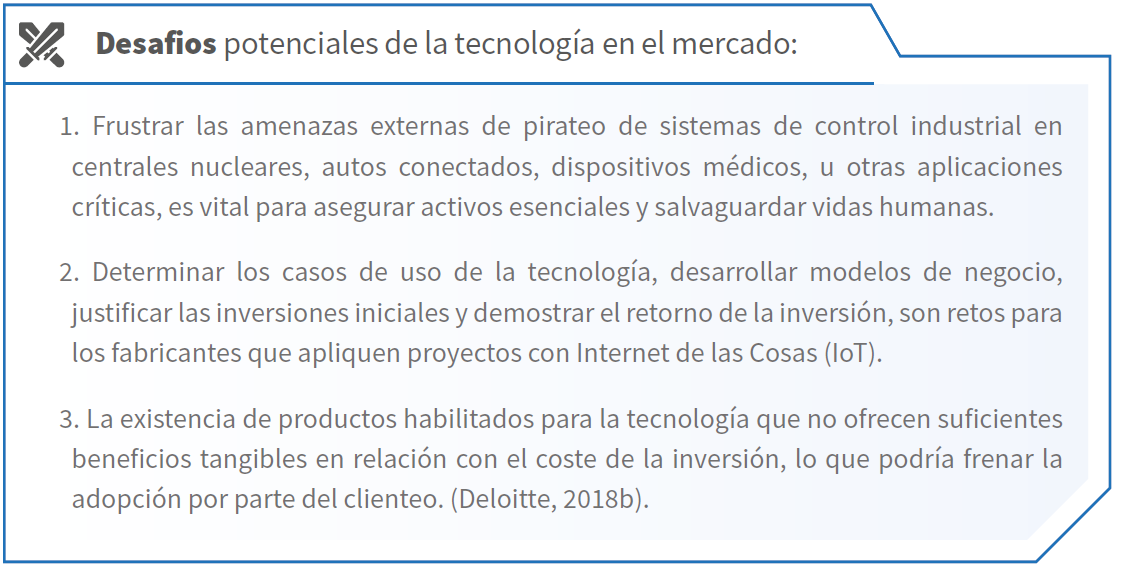 Desafios potenciales de la tecnología en el mercado:
1. Frustrar las amenazas externas de pirateo de sistemas de control industrial en
centrales nucleares, autos conectados, dispositivos médicos, u otras aplicaciones
críticas, es vital para asegurar activos esenciales y salvaguardar vidas humanas.
2. Determinar los casos de uso de la tecnología, desarrollar modelos de negocio,
justificar las inversiones iniciales y demostrar el retorno de la inversión, son retos para
los fabricantes que apliquen proyectos con Internet de las Cosas (IoT).
3. La existencia de productos habilitados para la tecnología que no ofrecen suficientes
beneficios tangibles en relación con el coste de la inversión, lo que podría frenar la
adopción por parte del clienteo. (Deloitte, 2018b).